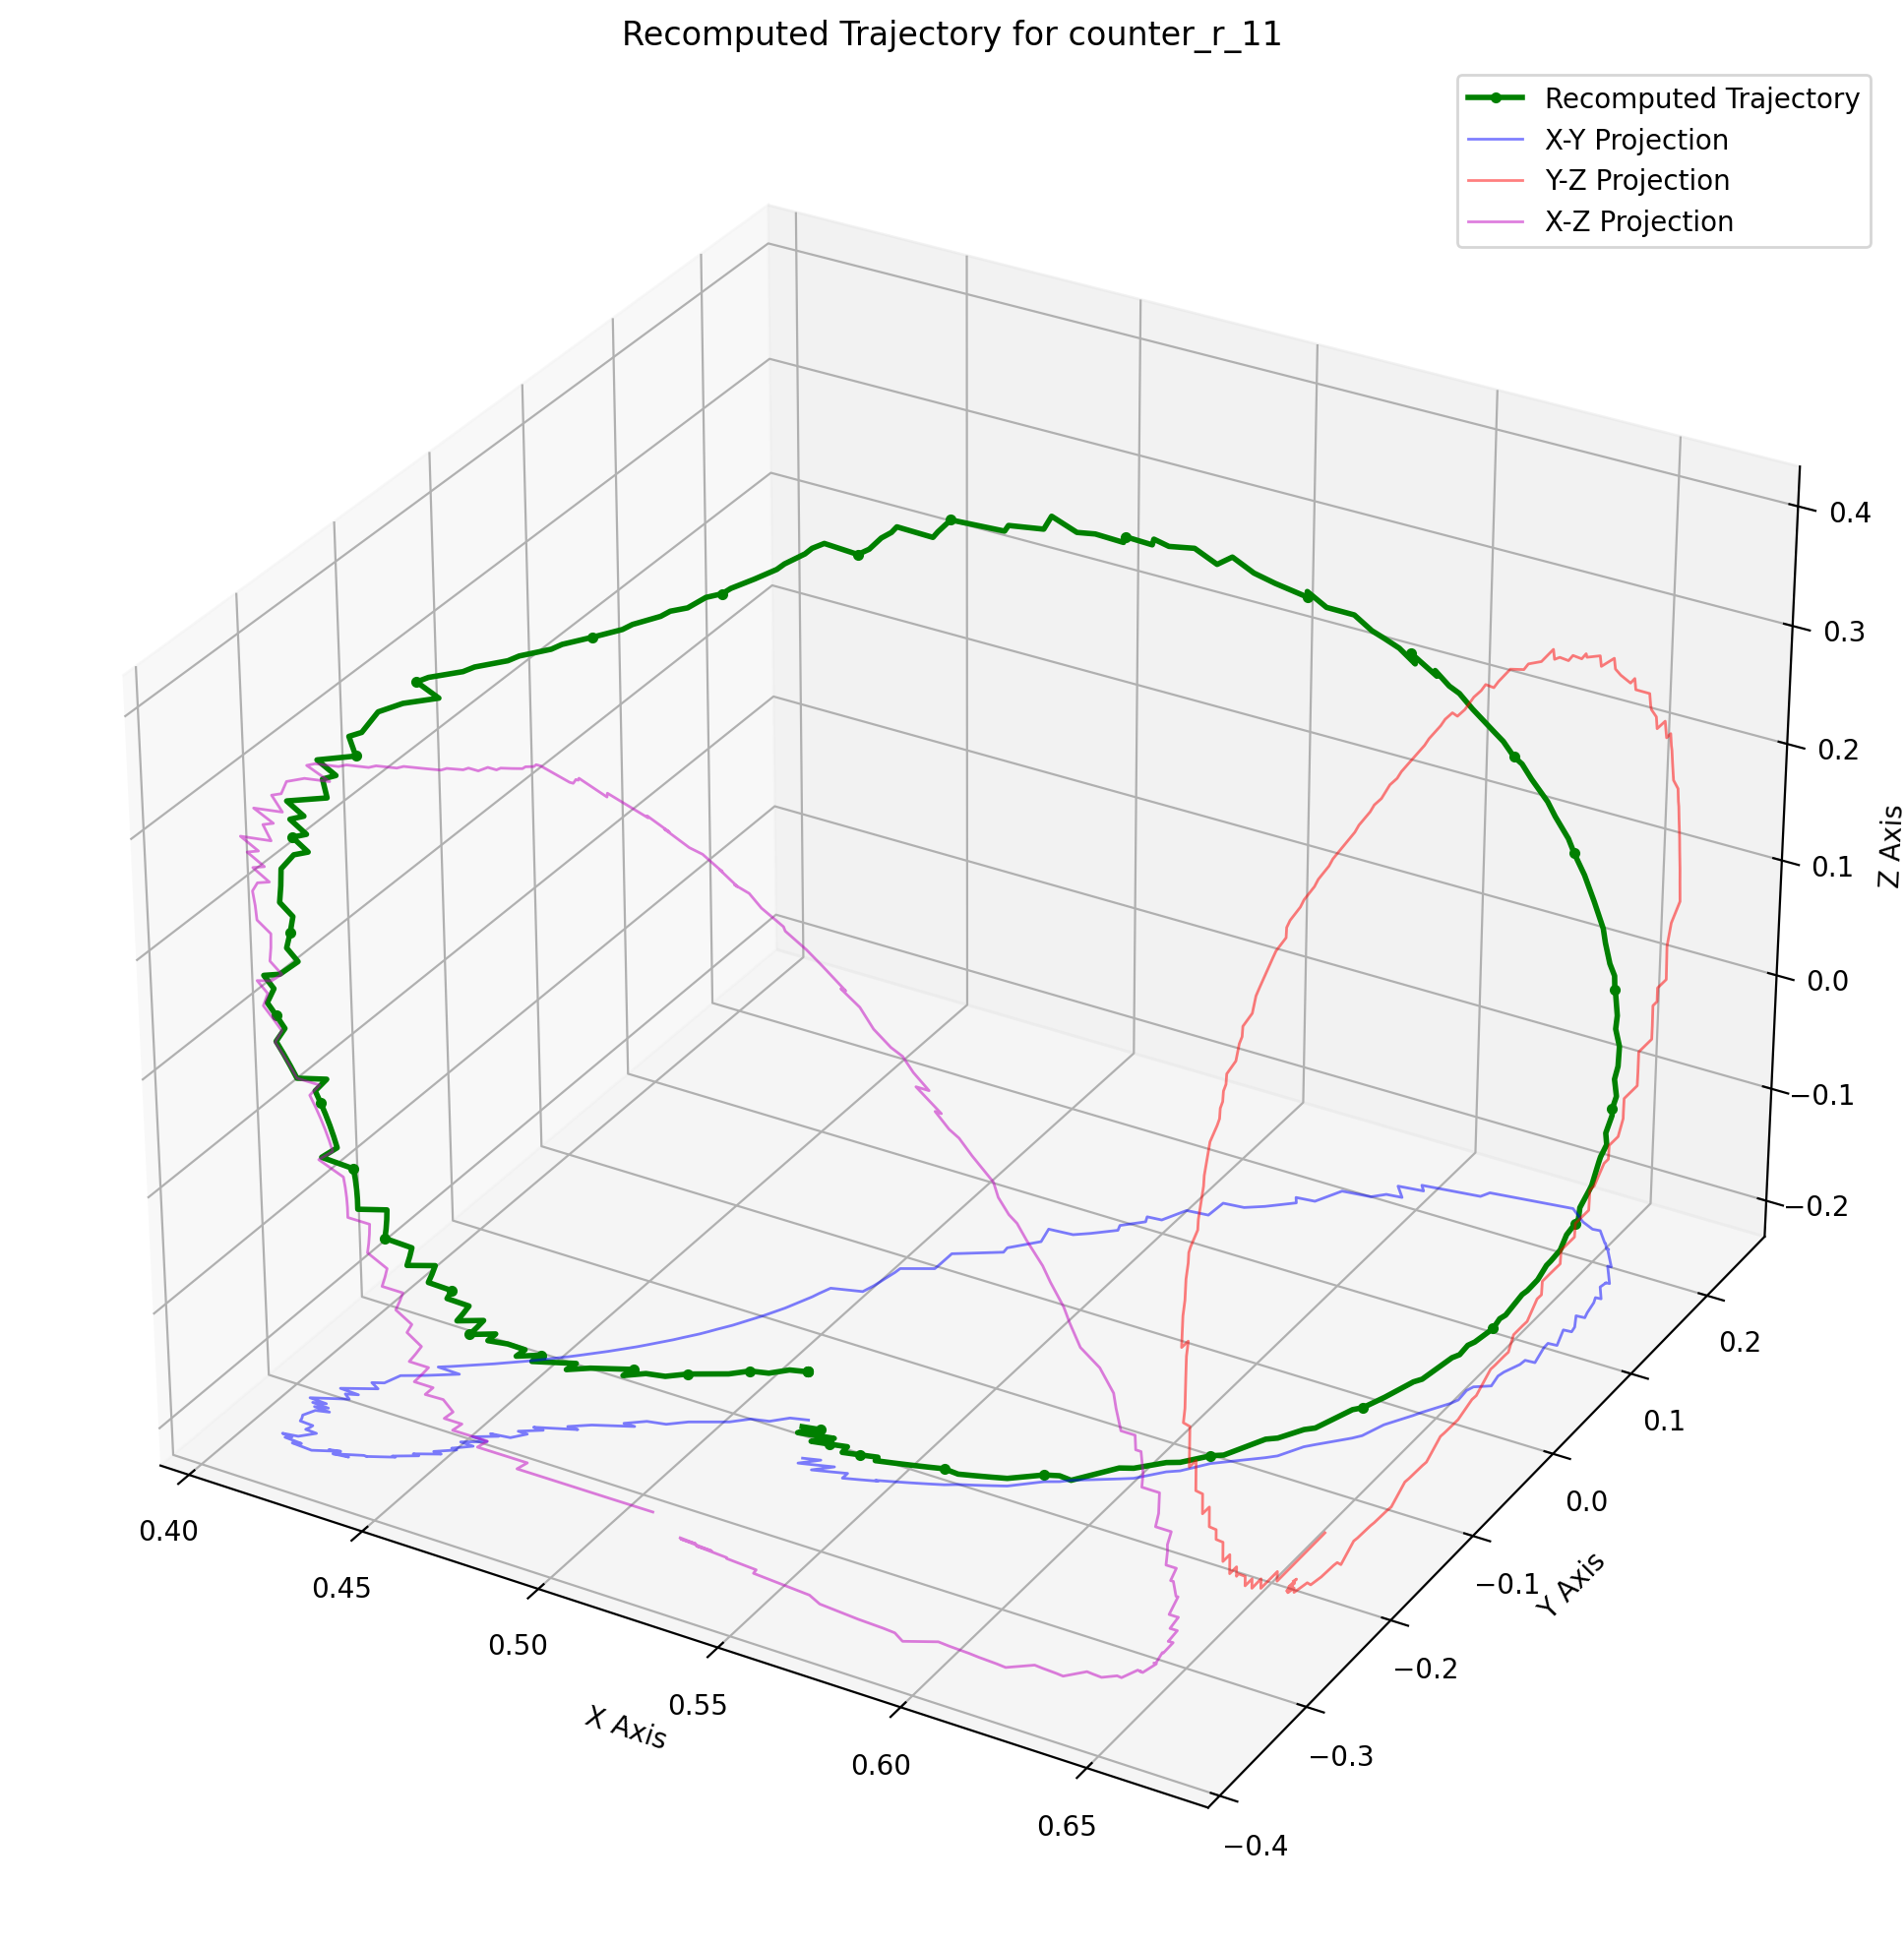 Recomputed Trajectory for counter_r_11
Recomputed Trajectory
X-Y Projection
Y-Z Projection
X-Z Projection
0.4
0.3
0.2
0.1
0.0
−0.1
−0.2
Z Axis
0.2
0.1
0.0
−0.1
−0.2
−0.3
−0.4
Y Axis
0.40
0.45
0.50
0.55
0.60
0.65
X Axis